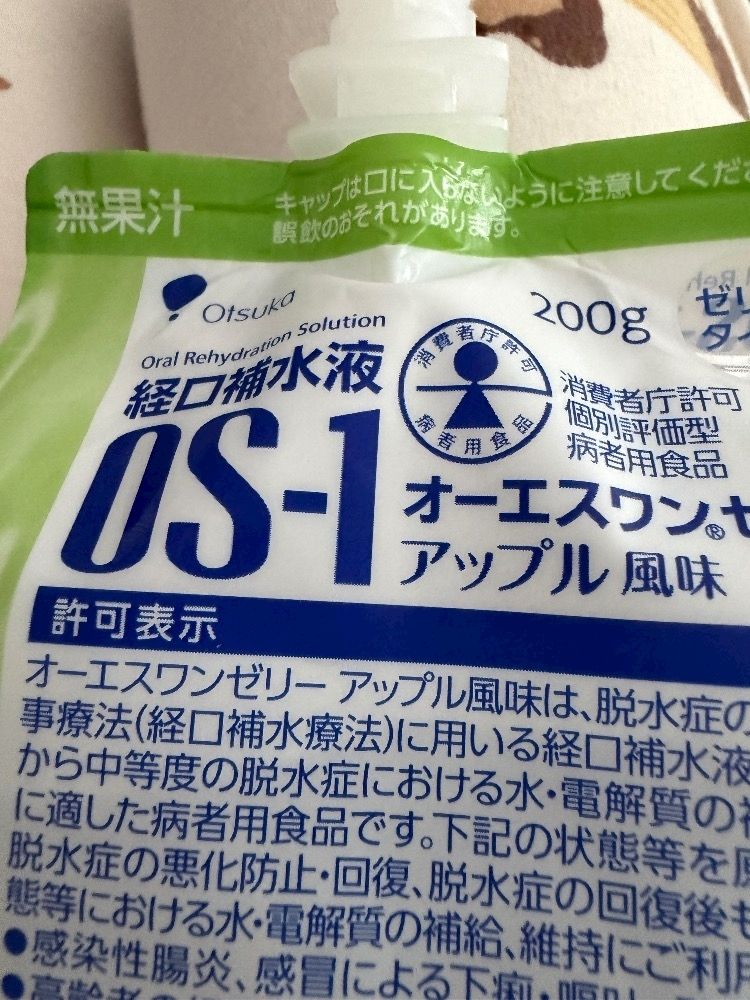 無果汁
キャップは口に入らないように注意してくださ
誤飲のおそれがあります。
Otsuka
200g
ゼリ
タイ
Oral Rehydration Solution
経口補水液
OS-1
消費者庁許可
病者用食品
消費者庁許可
個別評価型
病者用食品
オーエスワン®ゼ
アップル風味
許可表示
オーエスワンゼリー アップル風味は、脱水症の
事療法(経口補水療法)に用いる経口補水液
から中等度の脱水症における水・電解質の
に適した病者用食品です。下記の状態等を原
脱水症の悪化防止・回復、脱水症の回復後も
態等における水・電解質の補給、維持にご利用
●感染性腸炎、感冒による下痢・嘔吐
●高齢者の